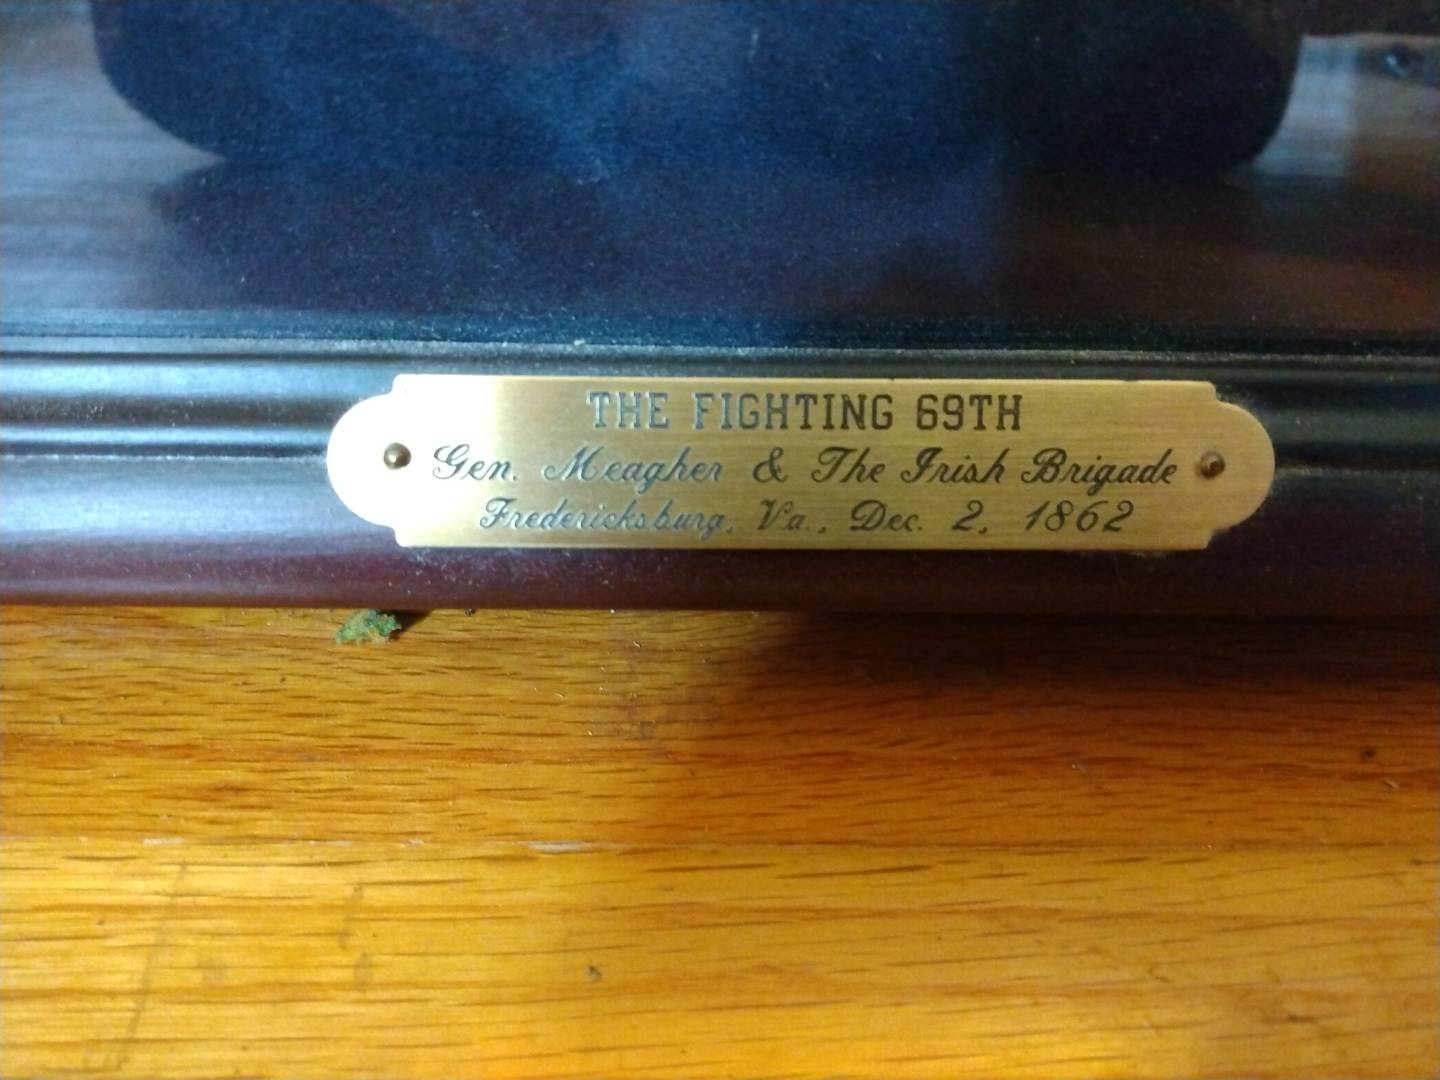 THE FIGHTING 69TH
Gen. Meagher & The Irish Brigade
Fredericksburg, Va., Dec. 2, 1862